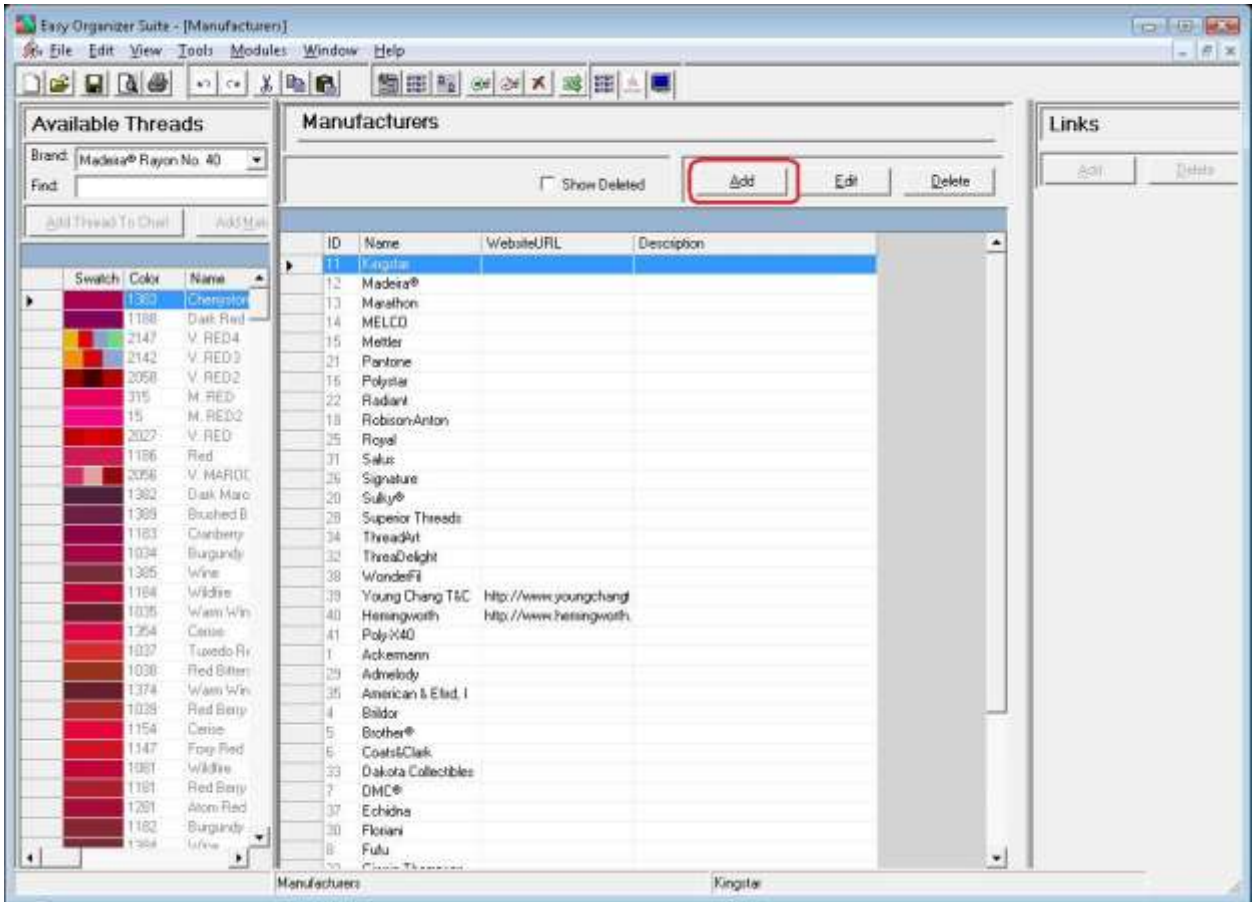 Easy Organizer Suite - [Manufacturers]
File Edit View Tools Modules Window Help
Available Threads
Brand: Madeira® Rayon No. 40
Find:
Add Thread To Chart
Swatch Color Name
1383
1188 Dark Red
2147 V. RED4
2142 V. RED3
2058 V. RED2
315 M. RED
15 M. RED2
2027 V. RED
1186 Red
2056
1382 Dark Maro
1389 Brushed B
1183 Cranberry
1034 Burgundy
1385 Wine
1184 Wildfire
1035 Warm Win
1354 Cerise
1037 Tuxedo Re
1038 Red Bitter
1374 Warm Win
1039 Red Berry
1154 Cerise
1147 Foxy Red
1081 Wildfire
1181 Red Berry
1281 Atom Red
1182 Burgundy
1384 Wine
Manufacturers
Show Deleted
Add Edit Delete
ID Name WebsiteURL Description
11 Kingstar
12 Madeira®
13 Marathon
14 MELCO
15 Mettler
21 Pantone
16 Polystar
22 Radiant
18 Robison-Anton
25 Royal
31 Salus
26 Signature
20 Sulky®
28 Superior Threads
34 ThreadArt
32 ThreaDelight
38 WonderFil
39 Young Chang T&C http://www.youngchang
40 Hemingworth http://www.hemingworth.
41 Poly-X40
1 Ackermann
29 Admelody
35 American & Efird, I
4 Brildor
5 Brother®
6 Coats&Clark
33 Dakota Collectibles
7 DMC®
37 Echidna
30 Floriani
8 Fufu
Links
Add Delete
Manufacturers Kingstar